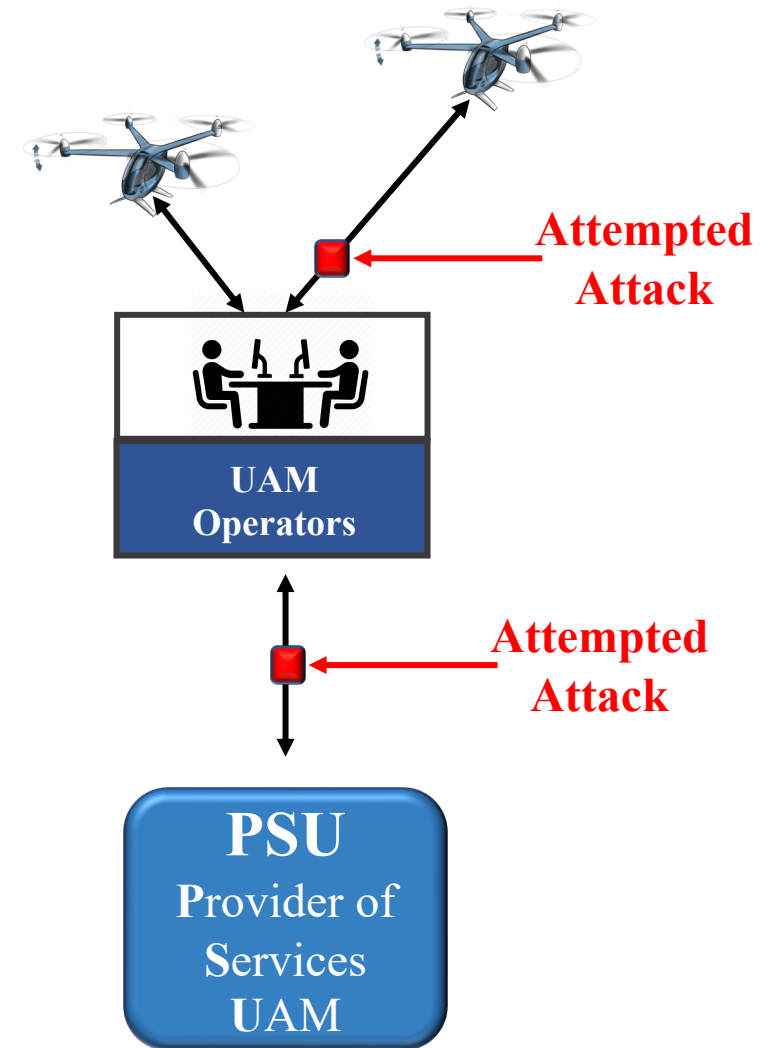 Attempted
Attack
UAM
Operators
Attempted
Attack
PSU
Provider of
Services
UAM